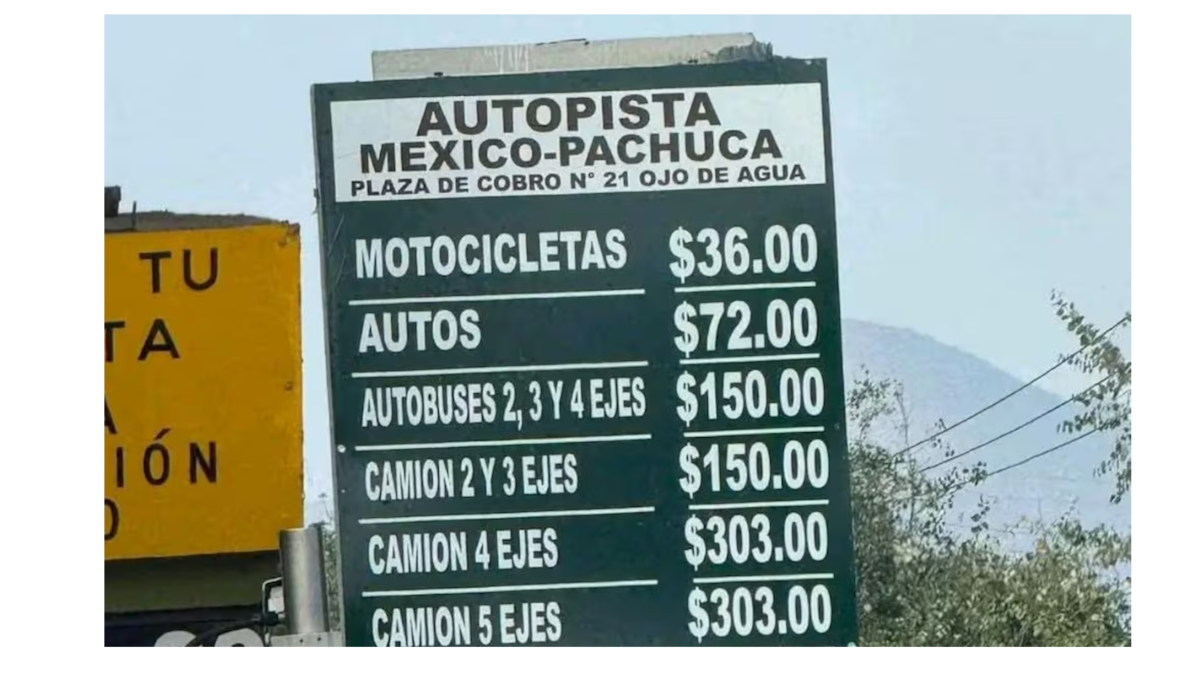 AUTOPISTA
MEXICO-PACHUCA
PLAZA DE COBRO N° 21 OJO DE AGUA
MOTOCICLETAS $36.00
AUTOS $72.00
AUTOBUSES 2, 3 Y 4 EJES $150.00
CAMION 2 Y 3 EJES $150.00
CAMION 4 EJES $303.00
CAMION 5 EJES $303.00
TU